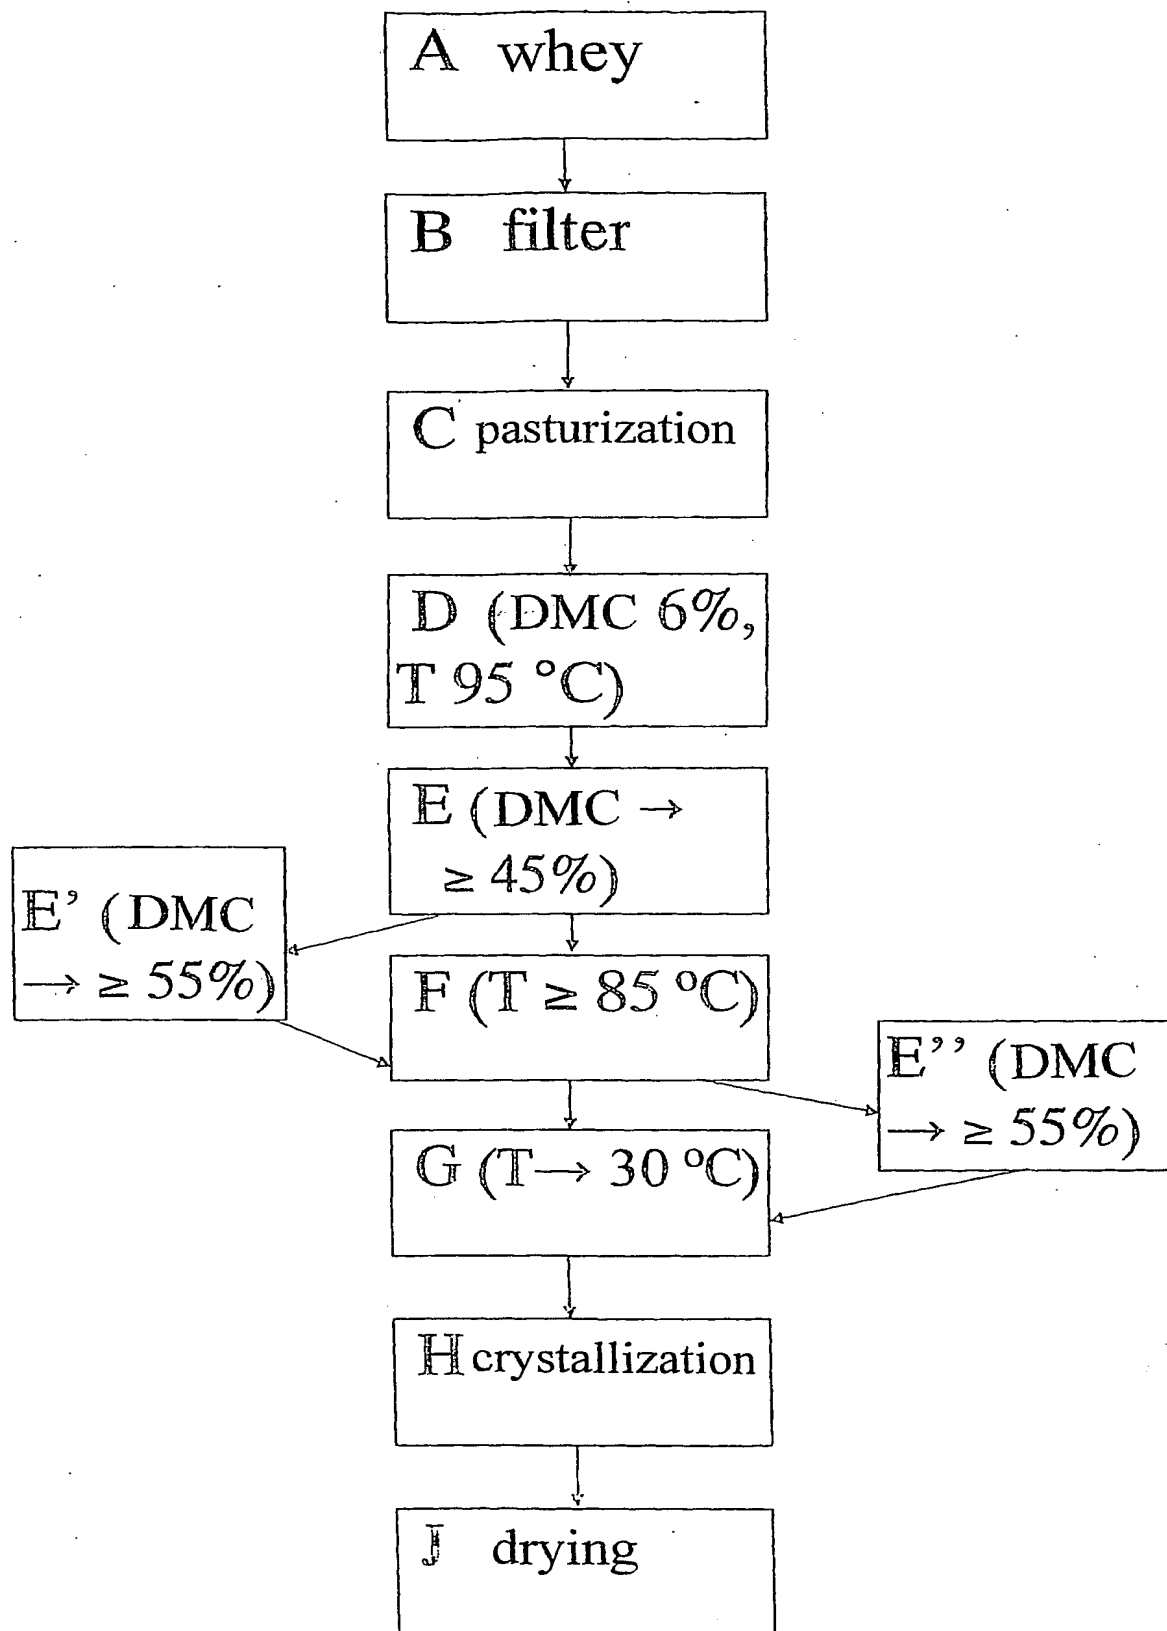 A whey
B filter
C pasturization
D (DMC 6%,
T 95 °C)
E (DMC →
≥ 45%)
E' (DMC
→ ≥ 55%)
F (T ≥ 85 °C)
E'' (DMC
→ ≥ 55%)
G (T→ 30 °C)
H crystallization
J drying